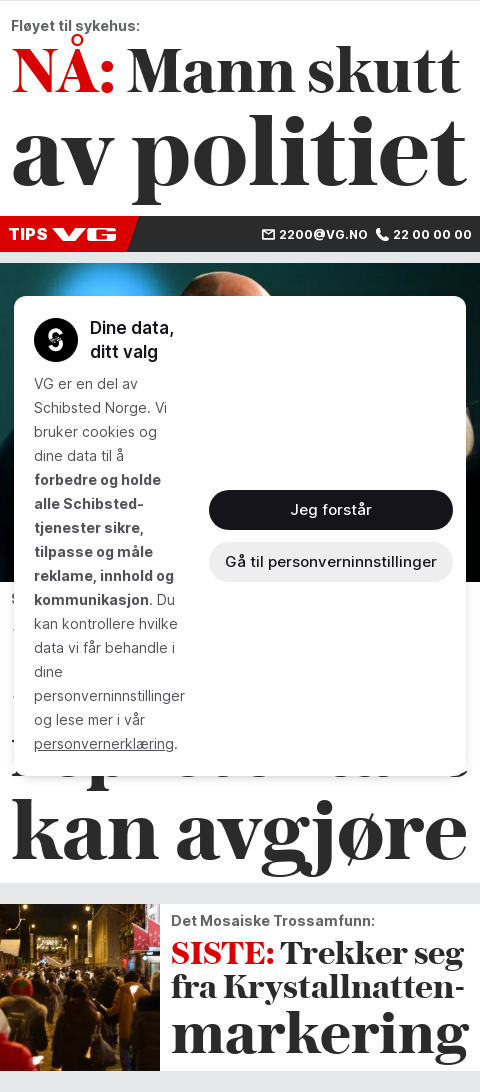 Fløyet til sykehus:
NÅ: Mann skutt
av politiet
TIPS VG
2200@VG.NO 22 00 00 00
Dine data,
ditt valg
VG er en del av
Schibsted Norge. Vi
bruker cookies og
dine data til å
forbedre og holde
alle Schibsted-
tjenester sikre,
tilpasse og måle
reklame, innhold og
kommunikasjon. Du
kan kontrollere hvilke
data vi får behandle i
dine
personverninnstillinger
og lese mer i vår
personvernerklæring.
Jeg forstår
Gå til personverninnstillinger
kan avgjøre
Det Mosaiske Trossamfunn:
SISTE: Trekker seg
fra Krystallnatten-
markering